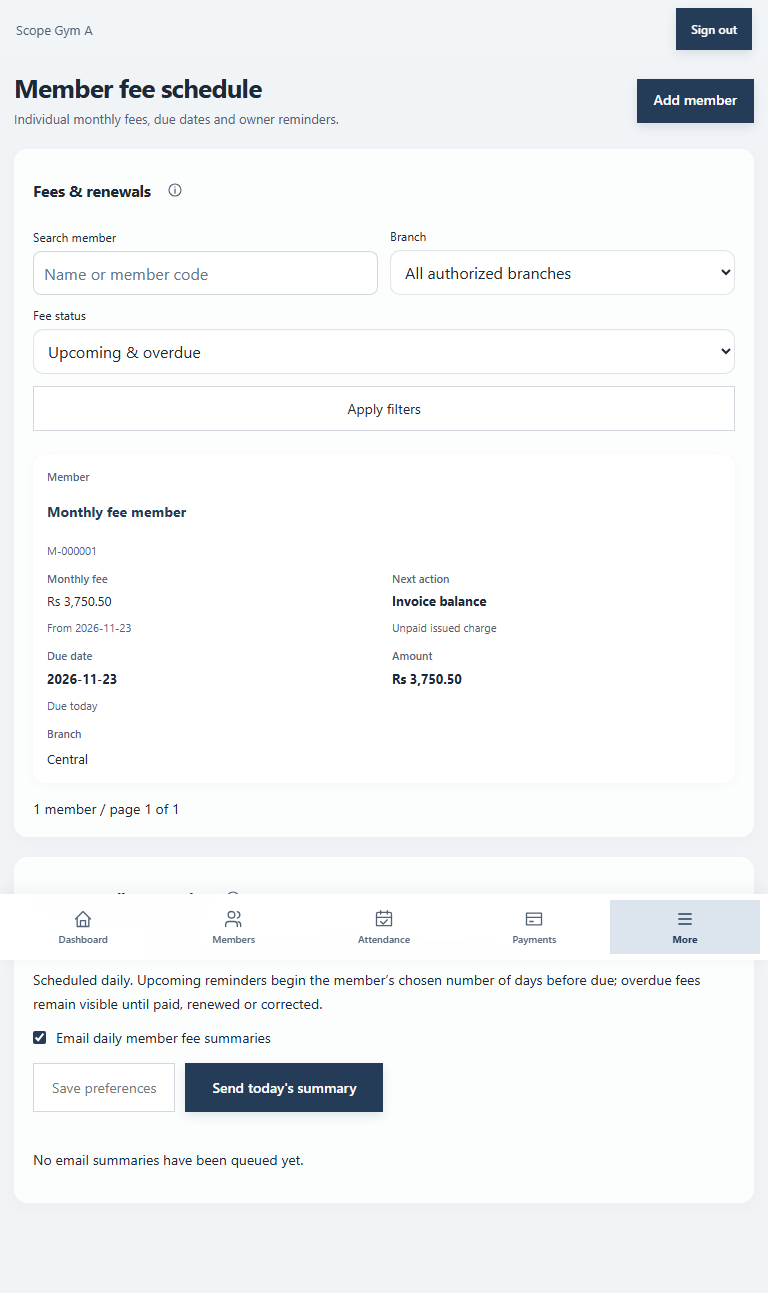 Scope Gym A
Sign out
Member fee schedule
Add member
Individual monthly fees, due dates and owner reminders.
Fees & renewals
Search member
Branch
Name or member code
All authorized branches
Fee status
Upcoming & overdue
Apply filters
Member
Monthly fee member
M-000001
Monthly fee
Next action
Rs 3,750.50
Invoice balance
From 2026-11-23
Unpaid issued charge
Due date
Amount
2026-11-23
Rs 3,750.50
Due today
Branch
Central
1 member / page 1 of 1
Dashboard
Members
Attendance
Payments
More
Scheduled daily. Upcoming reminders begin the member’s chosen number of days before due; overdue fees
remain visible until paid, renewed or corrected.
Email daily member fee summaries
Save preferences
Send today's summary
No email summaries have been queued yet.